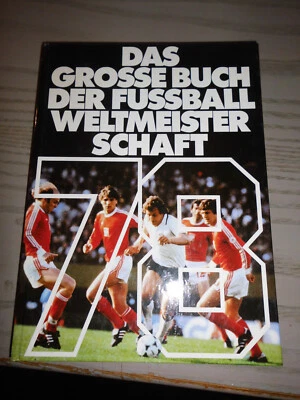 DAS
GROSSE BUCH
DER FUSSBALL
WELTMEISTER
SCHAFT
78